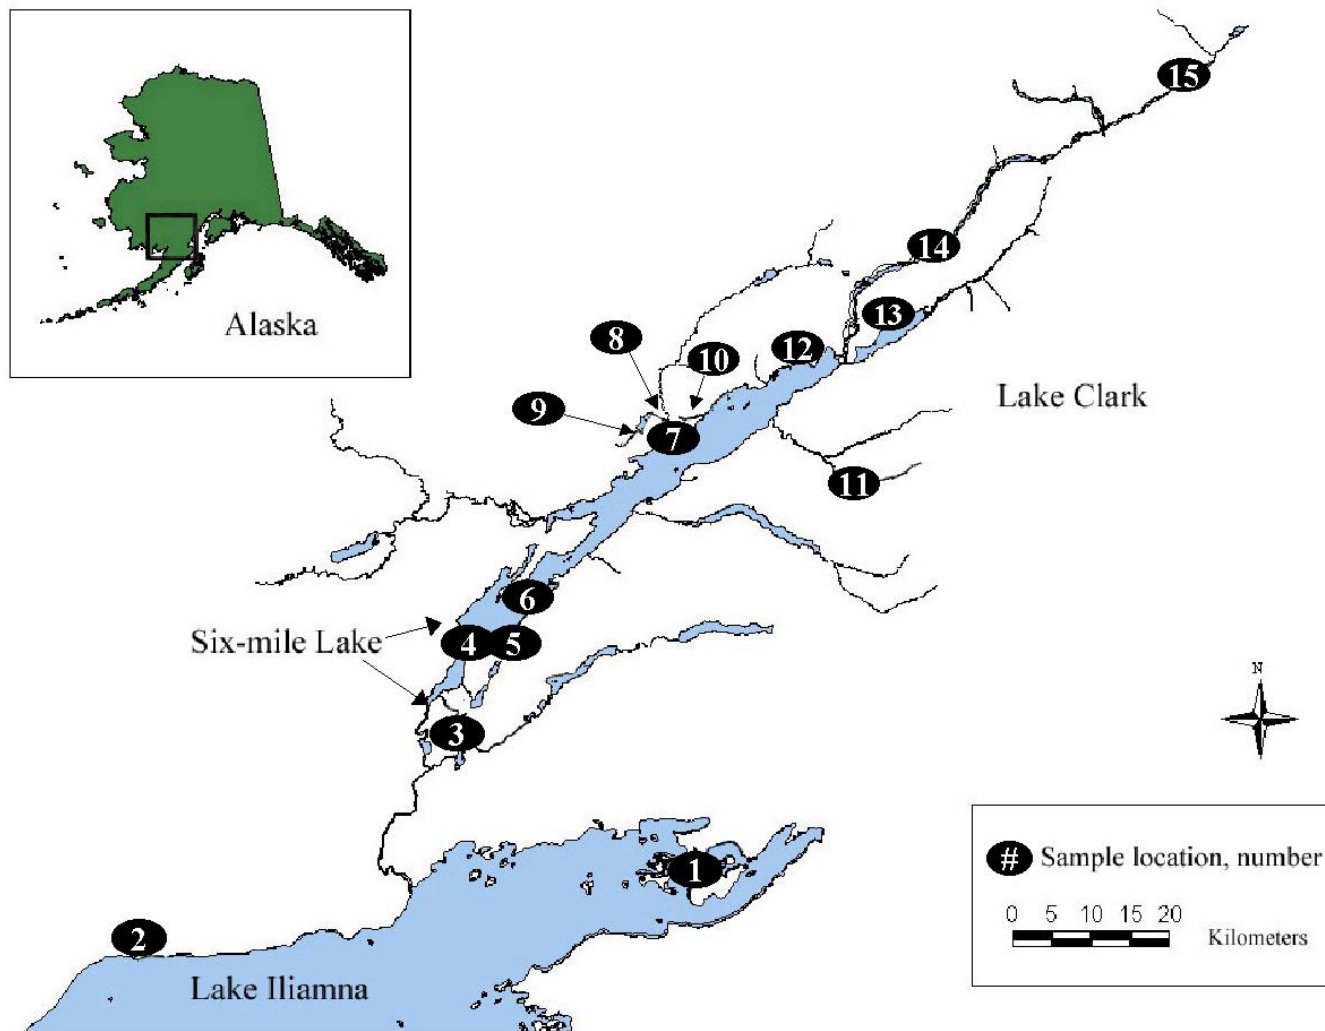 Alaska
15
14
13
12
8
10
Lake Clark
9
7
11
6
Six-mile Lake
4
5
3
N
# Sample location, number
0 5 10 15 20
Kilometers
1
2
Lake Iliamna